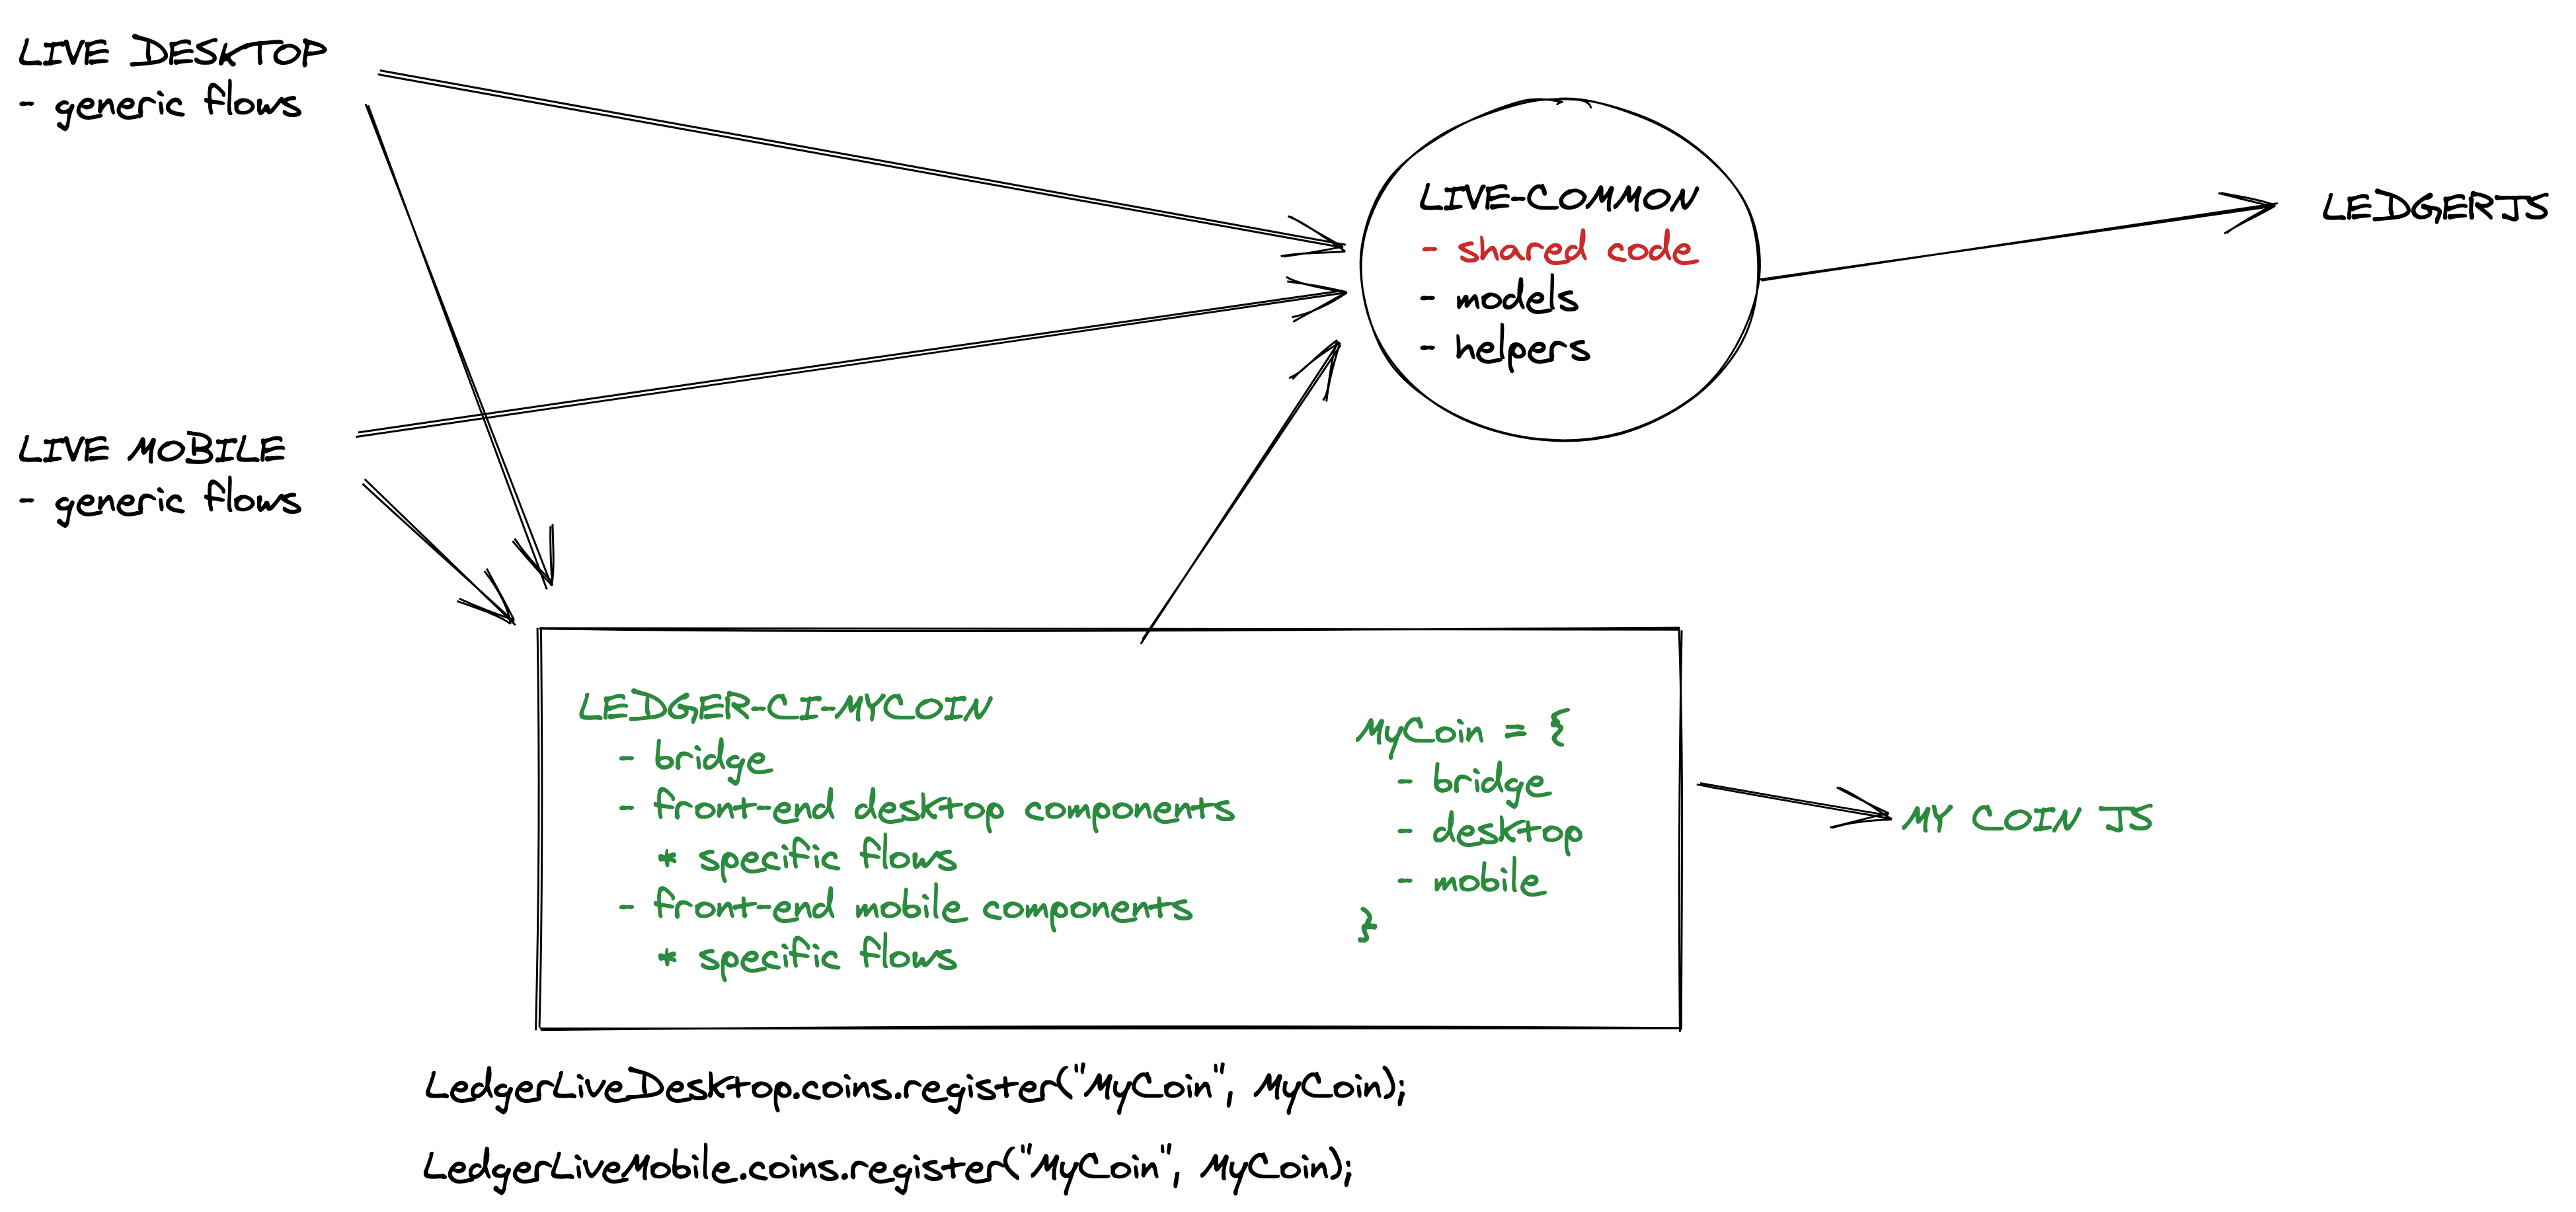 LIVE DESKTOP
- generic flows
LIVE MOBILE
- generic flows
LIVE-COMMON
- shared code
- models
- helpers
LEDGERJS
LEDGER-CI-MYCOIN
- bridge
- front-end desktop components
* specific flows
- front-end mobile components
* specific flows
MyCoin = {
- bridge
- desktop
- mobile
}
MY COIN JS
LedgerLiveDesktop.coins.register("MyCoin", MyCoin);
LedgerLiveMobile.coins.register("MyCoin", MyCoin);